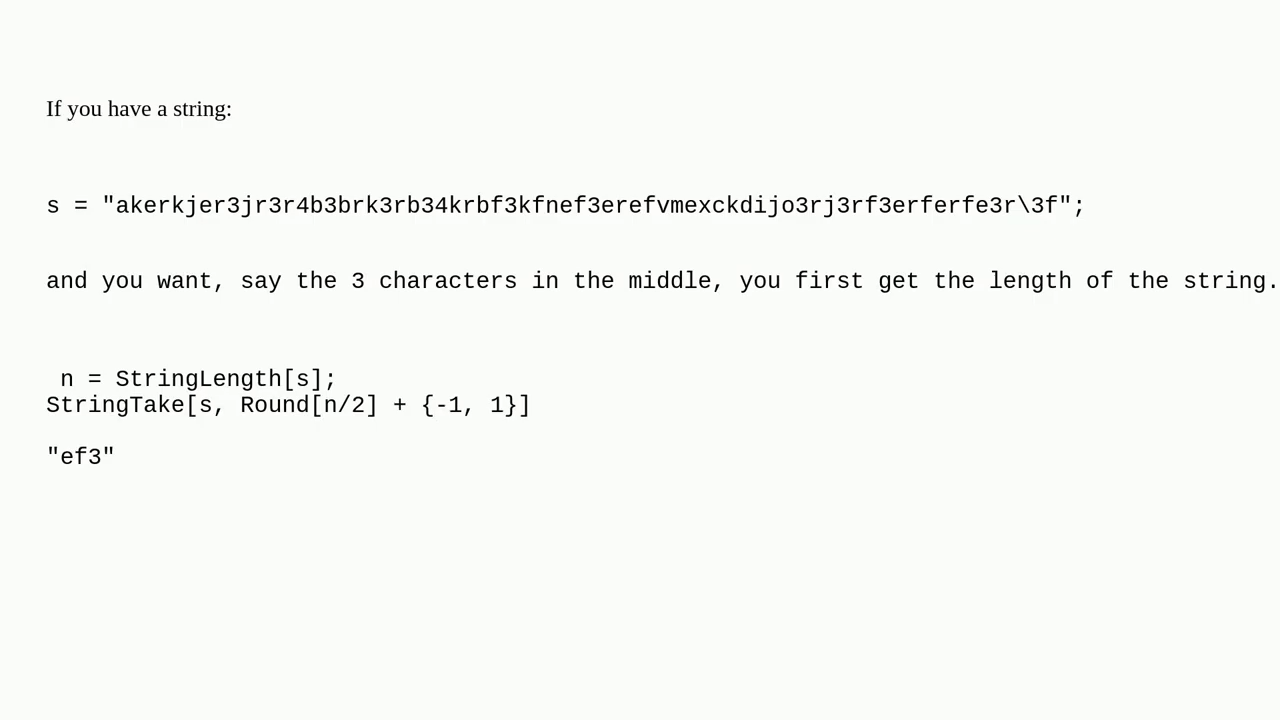 If you have a string:
s = "akerkjer3jr3r4b3brk3rb34krbf3kfnef3erefvmexckdijo3rj3rf3erferfe3r\3f";
and you want, say the 3 characters in the middle, you first get the length of the string.
n = StringLength[s];
StringTake[s, Round[n/2] + {-1, 1}]
"ef3"